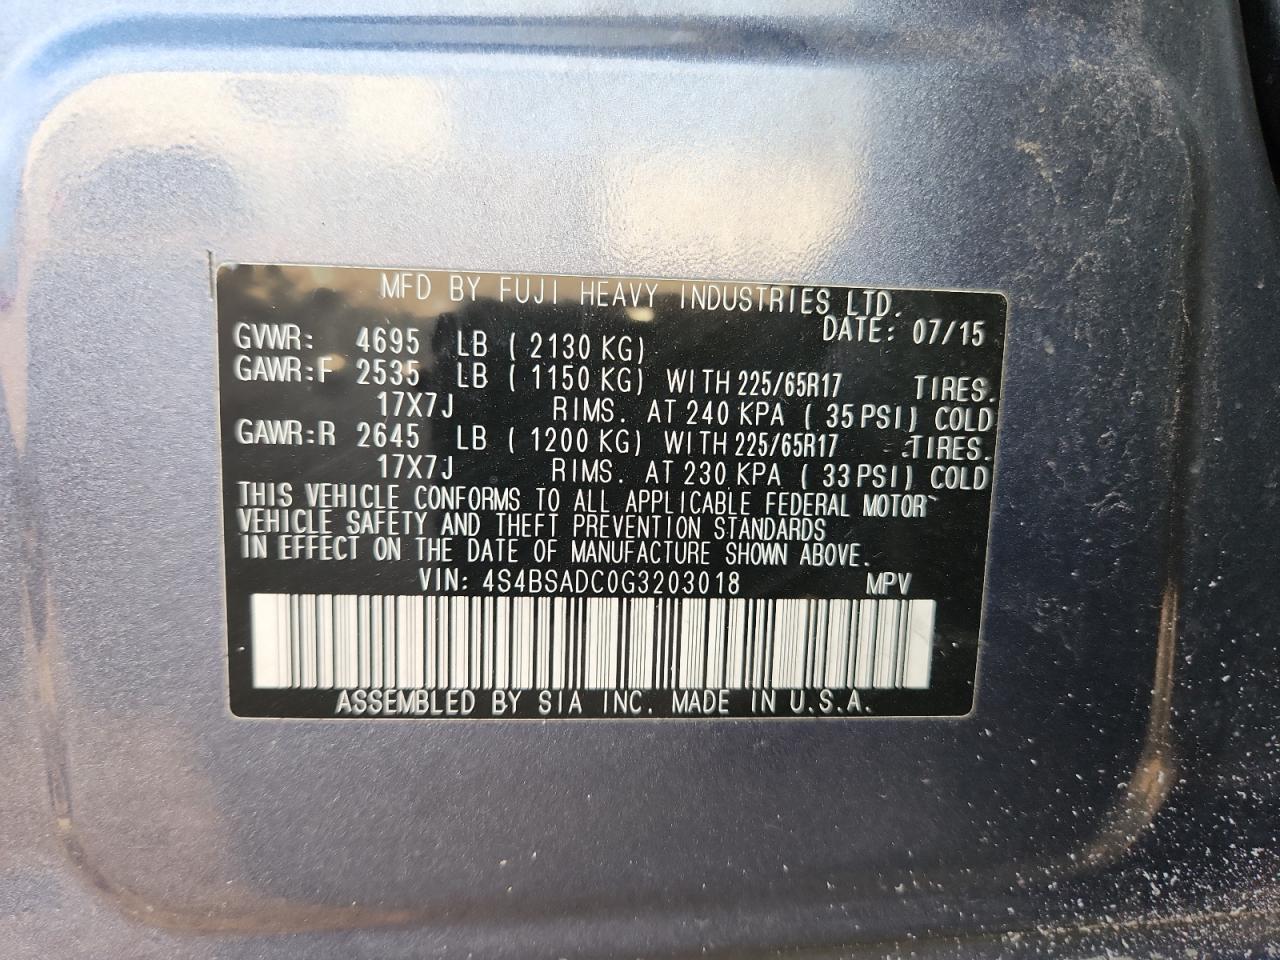 MFD BY FUJI HEAVY INDUSTRIES LTD.
DATE: 07/15
GVWR: 4695 LB ( 2130 KG)
GAWR:F 2535 LB ( 1150 KG) WITH 225/65R17 TIRES.
17X7J RIMS. AT 240 KPA ( 35 PSI) COLD
GAWR:R 2645 LB ( 1200 KG) WITH 225/65R17 TIRES.
17X7J RIMS. AT 230 KPA ( 33 PSI) COLD
THIS VEHICLE CONFORMS TO ALL APPLICABLE FEDERAL MOTOR
VEHICLE SAFETY AND THEFT PREVENTION STANDARDS
IN EFFECT ON THE DATE OF MANUFACTURE SHOWN ABOVE.
VIN: 4S4BSADC0G3203018 MPV
ASSEMBLED BY SIA INC. MADE IN U.S.A.